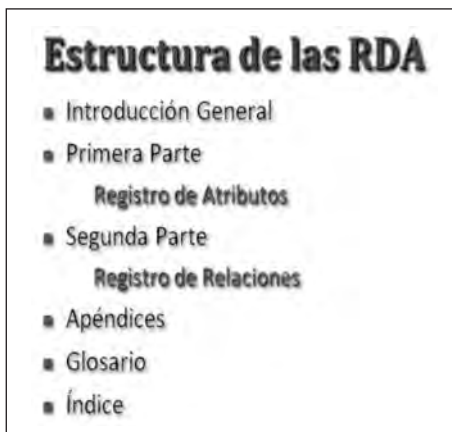 Estructura de las RDA
▪ Introducción General
▪ Primera Parte
Registro de Atributos
▪ Segunda Parte
Registro de Relaciones
▪ Apéndices
▪ Glosario
▪ Índice